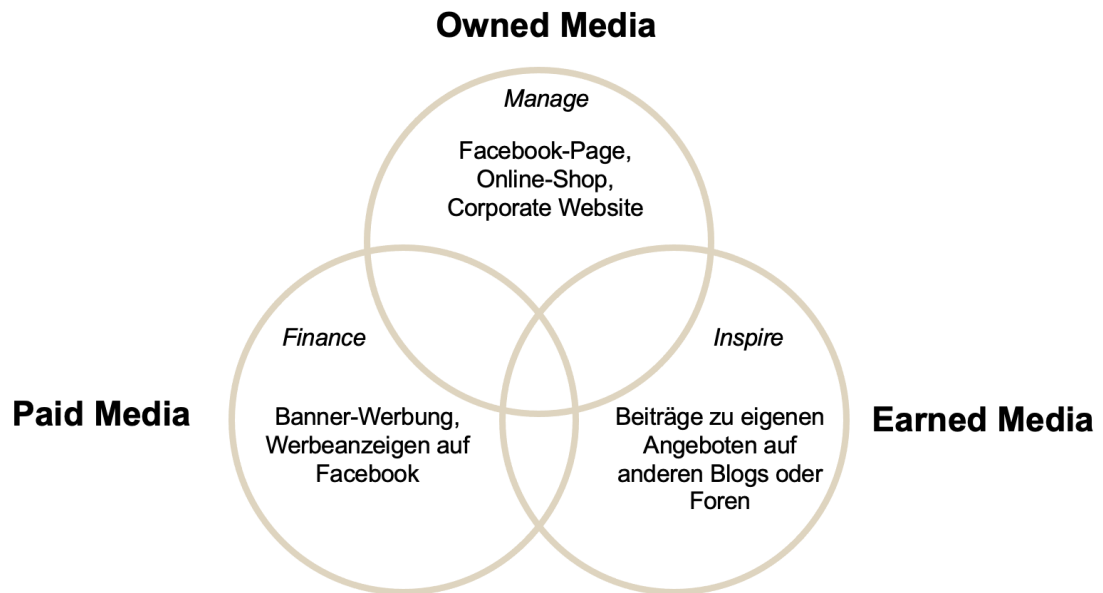 Owned Media
Manage
Facebook-Page,
Online-Shop,
Corporate Website
Finance
Inspire
Paid Media
Banner-Werbung,
Werbeanzeigen auf
Facebook
Beiträge zu eigenen
Angeboten auf
anderen Blogs oder
Foren
Earned Media